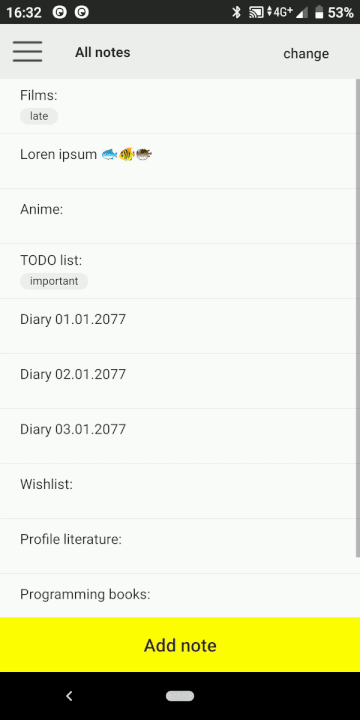 16:32 4G+ 53%
All notes change
Films:
late
Loren ipsum 🐟🐠🐡
Anime:
TODO list:
important
Diary 01.01.2077
Diary 02.01.2077
Diary 03.01.2077
Wishlist:
Profile literature:
Programming books:
Add note